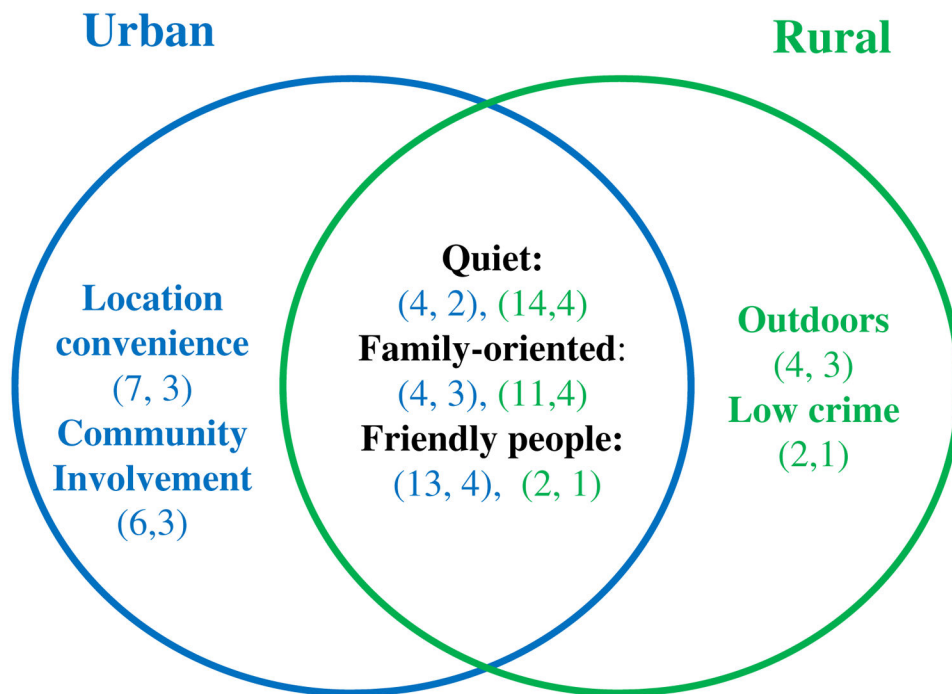 Urban
Rural
Location
convenience
(7, 3)
Community
Involvement
(6,3)
Quiet:
(4, 2), (14,4)
Family-oriented:
(4, 3), (11,4)
Friendly people:
(13, 4), (2, 1)
Outdoors
(4, 3)
Low crime
(2,1)